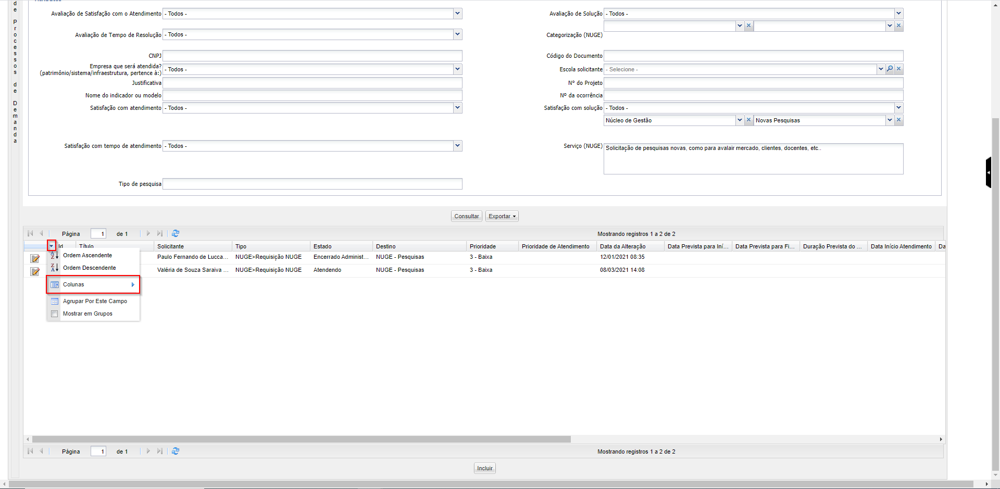 de Processos de Demanda
Avaliação de Satisfação com o Atendimento - Todos -
Avaliação de Solução - Todos -
Avaliação de Tempo de Resolução - Todos -
Categorização (NUGE)
CNPJ
Código do Documento
Empresa que será atendida?
(patrimônio/sistema/infraestrutura, pertence à:) - Todos -
Escola solicitante - Selecione -
Justificativa
Nº do Projeto
Nome do indicador ou modelo
Nº da ocorrência
Satisfação com atendimento - Todos -
Satisfação com solução - Todos -
Núcleo de Gestão Novas Pesquisas
Satisfação com tempo de atendimento - Todos -
Serviço (NUGE) Solicitação de pesquisas novas, como para avalair mercado, clientes, docentes, etc..
Tipo de pesquisa
Consultar Exportar
Página 1 de 1 Mostrando registros 1 a 2 de 2
Id Título Solicitante Tipo Estado Destino Prioridade Prioridade de Atendimento Data da Alteração Data Prevista para Iní... Data Prevista para Fi... Duração Prevista do ... Data Início Atendimento Da
Paulo Fernando de Lucca... NUGE>Requisição NUGE Encerrado Administ... NUGE - Pesquisas 3 - Baixa 12/01/2021 08:35
Valéria de Souza Saraiva ... NUGE>Requisição NUGE Atendendo NUGE - Pesquisas 3 - Baixa 08/03/2021 14:08
Ordem Ascendente
Ordem Descendente
Colunas
Agrupar Por Este Campo
Mostrar em Grupos
Página 1 de 1 Mostrando registros 1 a 2 de 2
Incluir